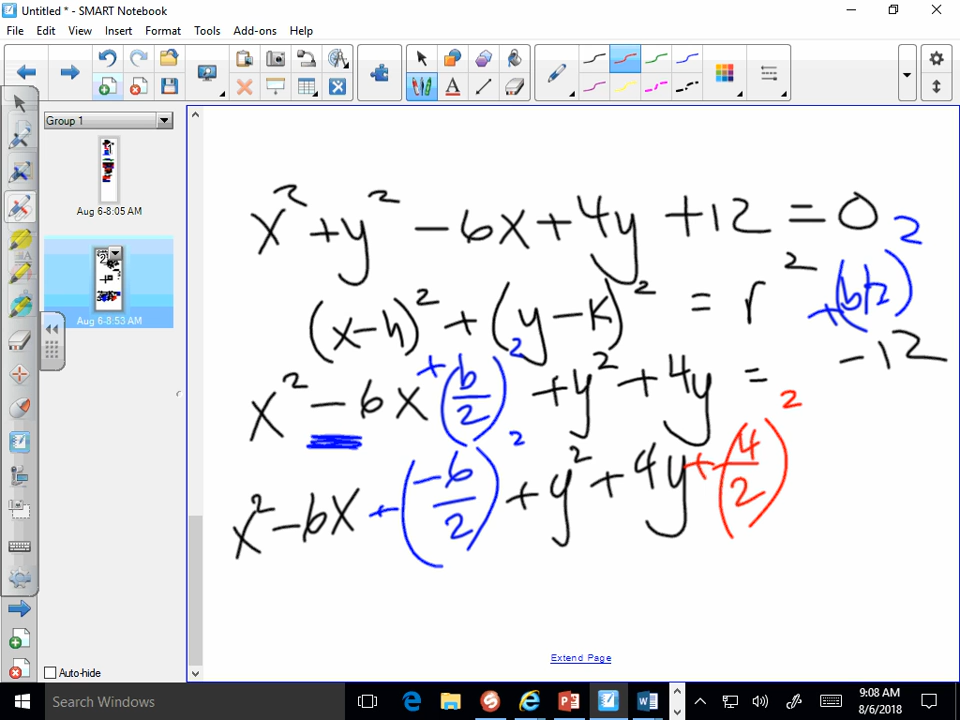 Untitled * - SMART Notebook
File Edit View Insert Format Tools Add-ons Help
Group 1
Aug 6-8:05 AM
Aug 6-8:53 AM
x² + y² - 6x + 4y + 12 = 0
(x-h)² + (y-k)² = r² +(b/2)²
x² - 6x + (b/2)² + y² + 4y = -12
x² - 6x + (-6/2)² + y² + 4y + (4/2)²
Extend Page
Auto-hide
Search Windows
9:08 AM
8/6/2018